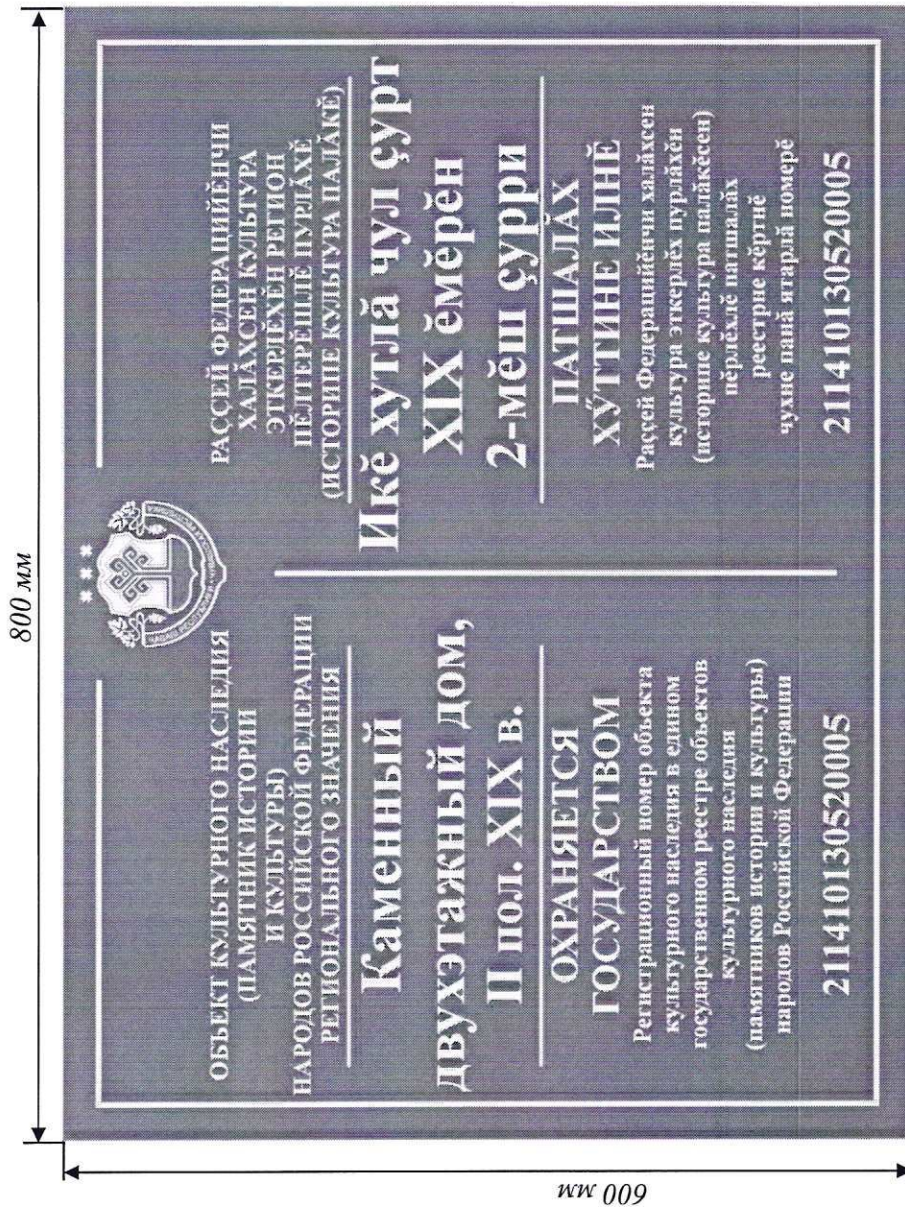 800 мм
600 мм
ОБЪЕКТ КУЛЬТУРНОГО НАСЛЕДИЯ
(ПАМЯТНИК ИСТОРИИ
И КУЛЬТУРЫ)
НАРОДОВ РОССИЙСКОЙ ФЕДЕРАЦИИ
РЕГИОНАЛЬНОГО ЗНАЧЕНИЯ
Каменный
двухэтажный дом,
II пол. XIX в.
ОХРАНЯЕТСЯ
ГОСУДАРСТВОМ
Регистрационный номер объекта
культурного наследия в едином
государственном реестре объектов
культурного наследия
(памятников истории и культуры)
народов Российской Федерации
211410130520005
РАҪҪЕЙ ФЕДЕРАЦИЙӖНЧИ
ХАЛӐХСЕН КУЛЬТУРА
ЭТКЕРЛӖХӖН РЕГИОН
ПӖЛТЕРӖШЛӖ ПУРЛӐХӖ
(ИСТОРИПЕ КУЛЬТУРА ПАЛӐКӖ)
Икӗ хутлӑ чул ҫурт
XIX ӗмӗрӗн
2-мӗш ҫурри
ПАТШАЛӐХ
ХӲТТИНЕ ИЛНӖ
Раҫҫей Федерацийӗнчи халӑхсен
культура эткерлӗх пурлӑхӗн
(историпе культура палӑкӗсен)
пӗрлӗхлӗ патшалӑх
реестрне кӗртнӗ
чухне панӑ ятарлӑ номерӗ
211410130520005